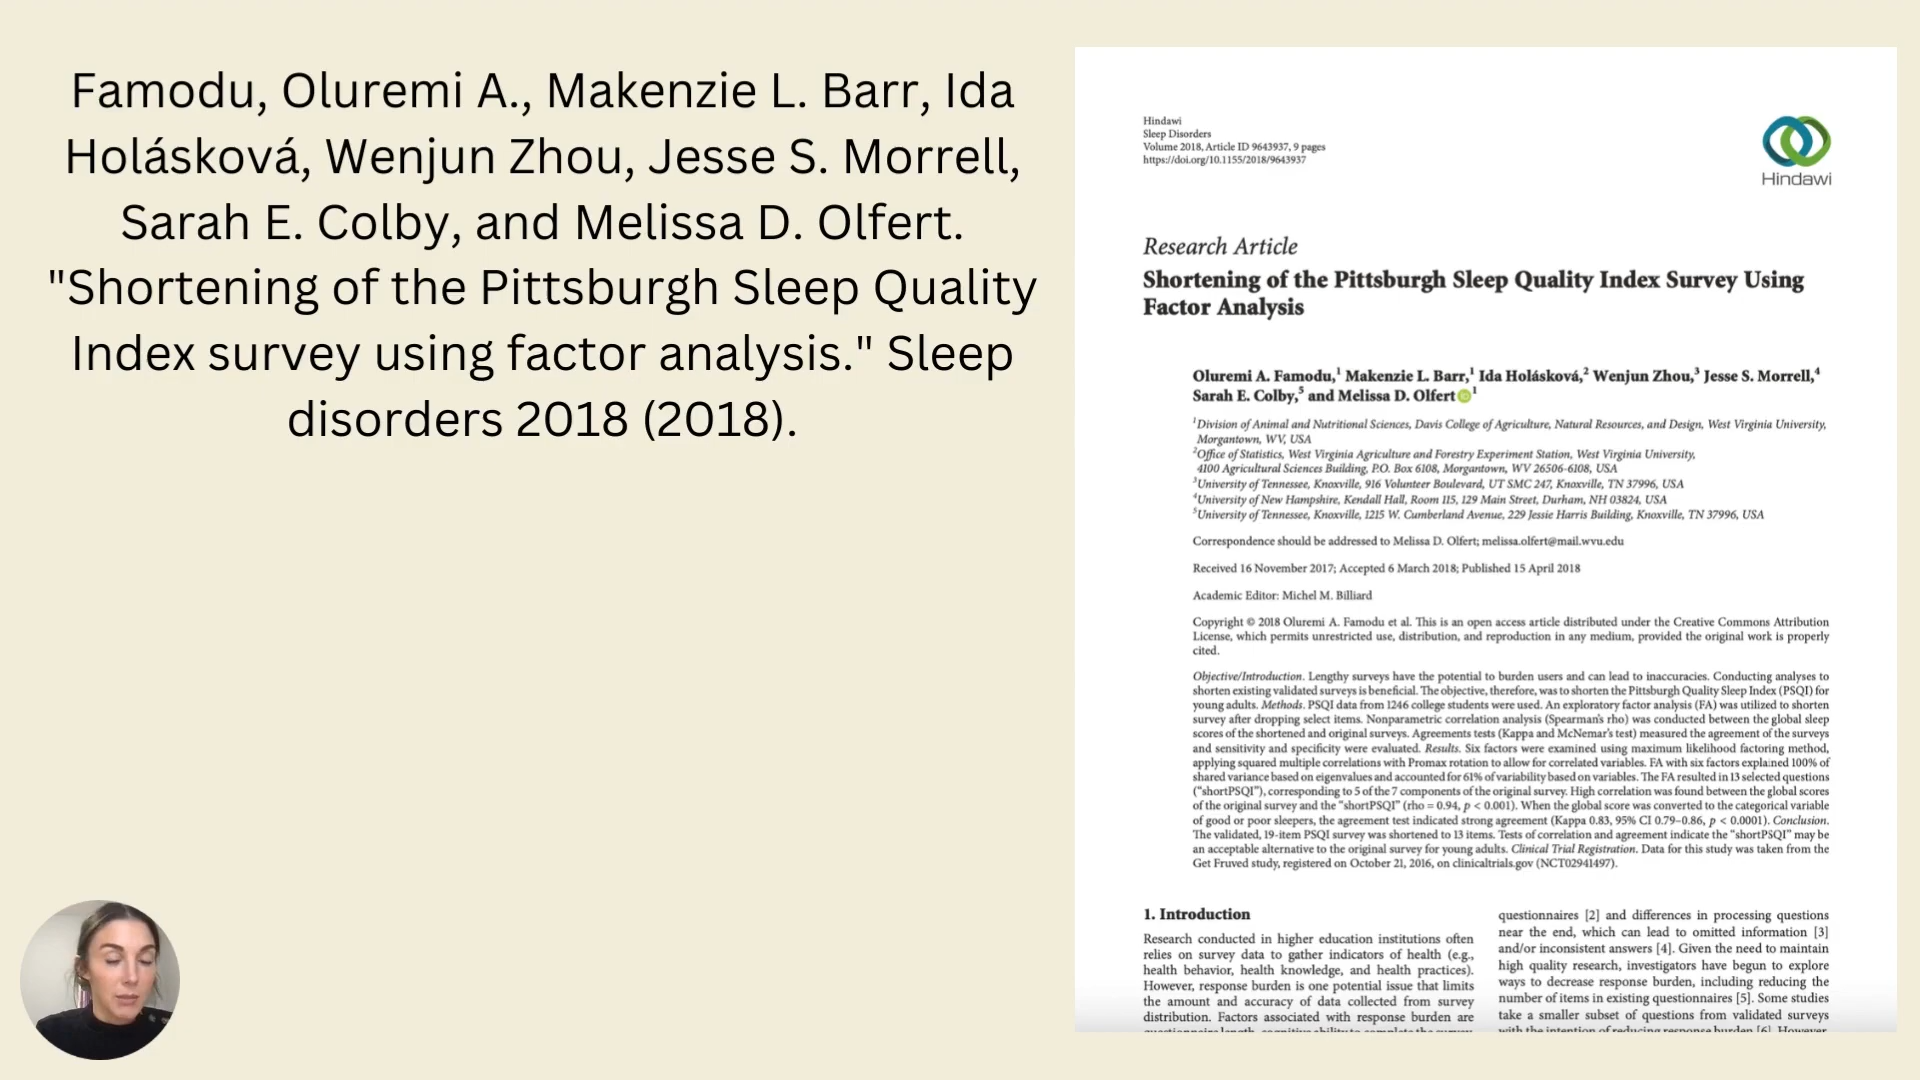 Famodu, Oluremi A., Makenzie L. Barr, Ida
Holásková, Wenjun Zhou, Jesse S. Morrell,
Sarah E. Colby, and Melissa D. Olfert.
"Shortening of the Pittsburgh Sleep Quality
Index survey using factor analysis." Sleep
disorders 2018 (2018).
Hindawi
Sleep Disorders
Volume 2018, Article ID 9643937, 9 pages
https://doi.org/10.1155/2018/9643937
Hindawi
Research Article
Shortening of the Pittsburgh Sleep Quality Index Survey Using
Factor Analysis
Oluremi A. Famodu,1 Makenzie L. Barr,1 Ida Holásková,2 Wenjun Zhou,3 Jesse S. Morrell,4
Sarah E. Colby,5 and Melissa D. Olfert 1
1Division of Animal and Nutritional Sciences, Davis College of Agriculture, Natural Resources, and Design, West Virginia University,
Morgantown, WV, USA
2Office of Statistics, West Virginia Agriculture and Forestry Experiment Station, West Virginia University,
4100 Agricultural Sciences Building, P.O. Box 6108, Morgantown, WV 26506-6108, USA
3University of Tennessee, Knoxville, 916 Volunteer Boulevard, UT SMC 247, Knoxville, TN 37996, USA
4University of New Hampshire, Kendall Hall, Room 115, 129 Main Street, Durham, NH 03824, USA
5University of Tennessee, Knoxville, 1215 W. Cumberland Avenue, 229 Jessie Harris Building, Knoxville, TN 37996, USA
Correspondence should be addressed to Melissa D. Olfert; melissa.olfert@mail.wvu.edu
Received 16 November 2017; Accepted 6 March 2018; Published 15 April 2018
Academic Editor: Michel M. Billiard
Copyright © 2018 Oluremi A. Famodu et al. This is an open access article distributed under the Creative Commons Attribution
License, which permits unrestricted use, distribution, and reproduction in any medium, provided the original work is properly
cited.
Objective/Introduction. Lengthy surveys have the potential to burden users and can lead to inaccuracies. Conducting analyses to
shorten existing validated surveys is beneficial. The objective, therefore, was to shorten the Pittsburgh Quality Sleep Index (PSQI) for
young adults. Methods. PSQI data from 1246 college students were used. An exploratory factor analysis (FA) was utilized to shorten
survey after dropping select items. Nonparametric correlation analysis (Spearman's rho) was conducted between the global sleep
scores of the shortened and original surveys. Agreements tests (Kappa and McNemar's test) measured the agreement of the surveys
and sensitivity and specificity were evaluated. Results. Six factors were examined using maximum likelihood factoring method,
applying squared multiple correlations with Promax rotation to allow for correlated variables. FA with six factors explained 100% of
shared variance based on eigenvalues and accounted for 61% of variability based on variables. The FA resulted in 13 selected questions
("shortPSQI"), corresponding to 5 of the 7 components of the original survey. High correlation was found between the global scores
of the original survey and the "shortPSQI" (rho = 0.94, p < 0.001). When the global score was converted to the categorical variable
of good or poor sleepers, the agreement test indicated strong agreement (Kappa 0.83, 95% CI 0.79–0.86, p < 0.0001). Conclusion.
The validated, 19-item PSQI survey was shortened to 13 items. Tests of correlation and agreement indicate the "shortPSQI" may be
an acceptable alternative to the original survey for young adults. Clinical Trial Registration. Data for this study was taken from the
Get Fruved study, registered on October 21, 2016, on clinicaltrials.gov (NCT02941497).
1. Introduction
Research conducted in higher education institutions often
relies on survey data to gather indicators of health (e.g.,
health behavior, health knowledge, and health practices).
However, response burden is one potential issue that limits
the amount and accuracy of data collected from survey
distribution. Factors associated with response burden are
questionnaires [2] and differences in processing questions
near the end, which can lead to omitted information [3]
and/or inconsistent answers [4]. Given the need to maintain
high quality research, investigators have begun to explore
ways to decrease response burden, including reducing the
number of items in existing questionnaires [5]. Some studies
take a smaller subset of questions from validated surveys
with the intention of reducing response burden [6]. However,